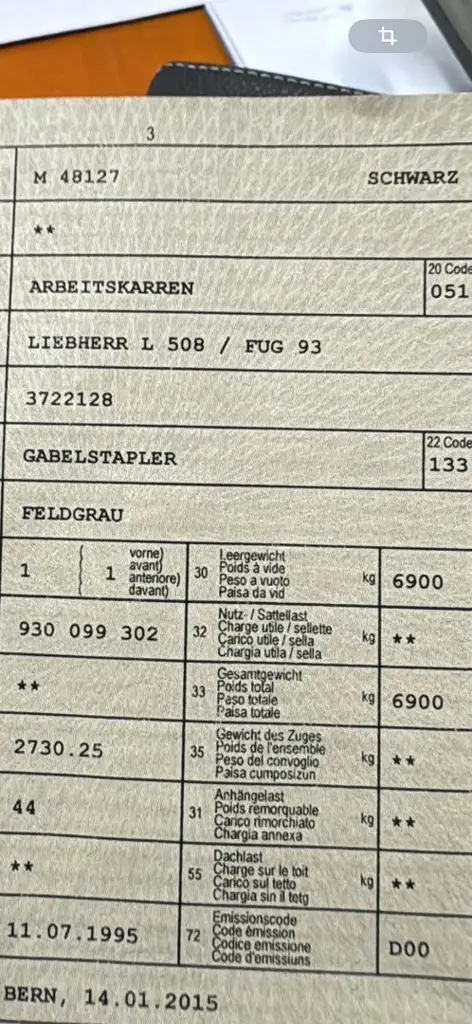 3
M 48127 SCHWARZ
**
20 Code
ARBEITSKARREN 051
LIEBHERR L 508 / FUG 93
3722128
22 Code
GABELSTAPLER 133
FELDGRAU
1 1 vorne) avant) anteriore) davant) 30 Leergewicht Poids à vide Peso a vuoto Paisa da vid kg 6900
930 099 302 32 Nutz- / Sattellast Charge utile / sellette Carico utile / sella Chargia utila / sella kg **
** 33 Gesamtgewicht Poids total Paso totale Paisa totale kg 6900
2730.25 35 Gewicht des Zuges Poids de l'ensemble Peso del convoglio Paisa cumposizun kg **
44 31 Anhängelast Poids remorquable Carico rimorchiato Chargia annexa kg **
** 55 Dachlast Charge sur le toit Carico sul tetto Chargia sin il tetg kg **
11.07.1995 72 Emissionscode Code émission Codice emissione Code d'emissiuns D00
BERN, 14.01.2015